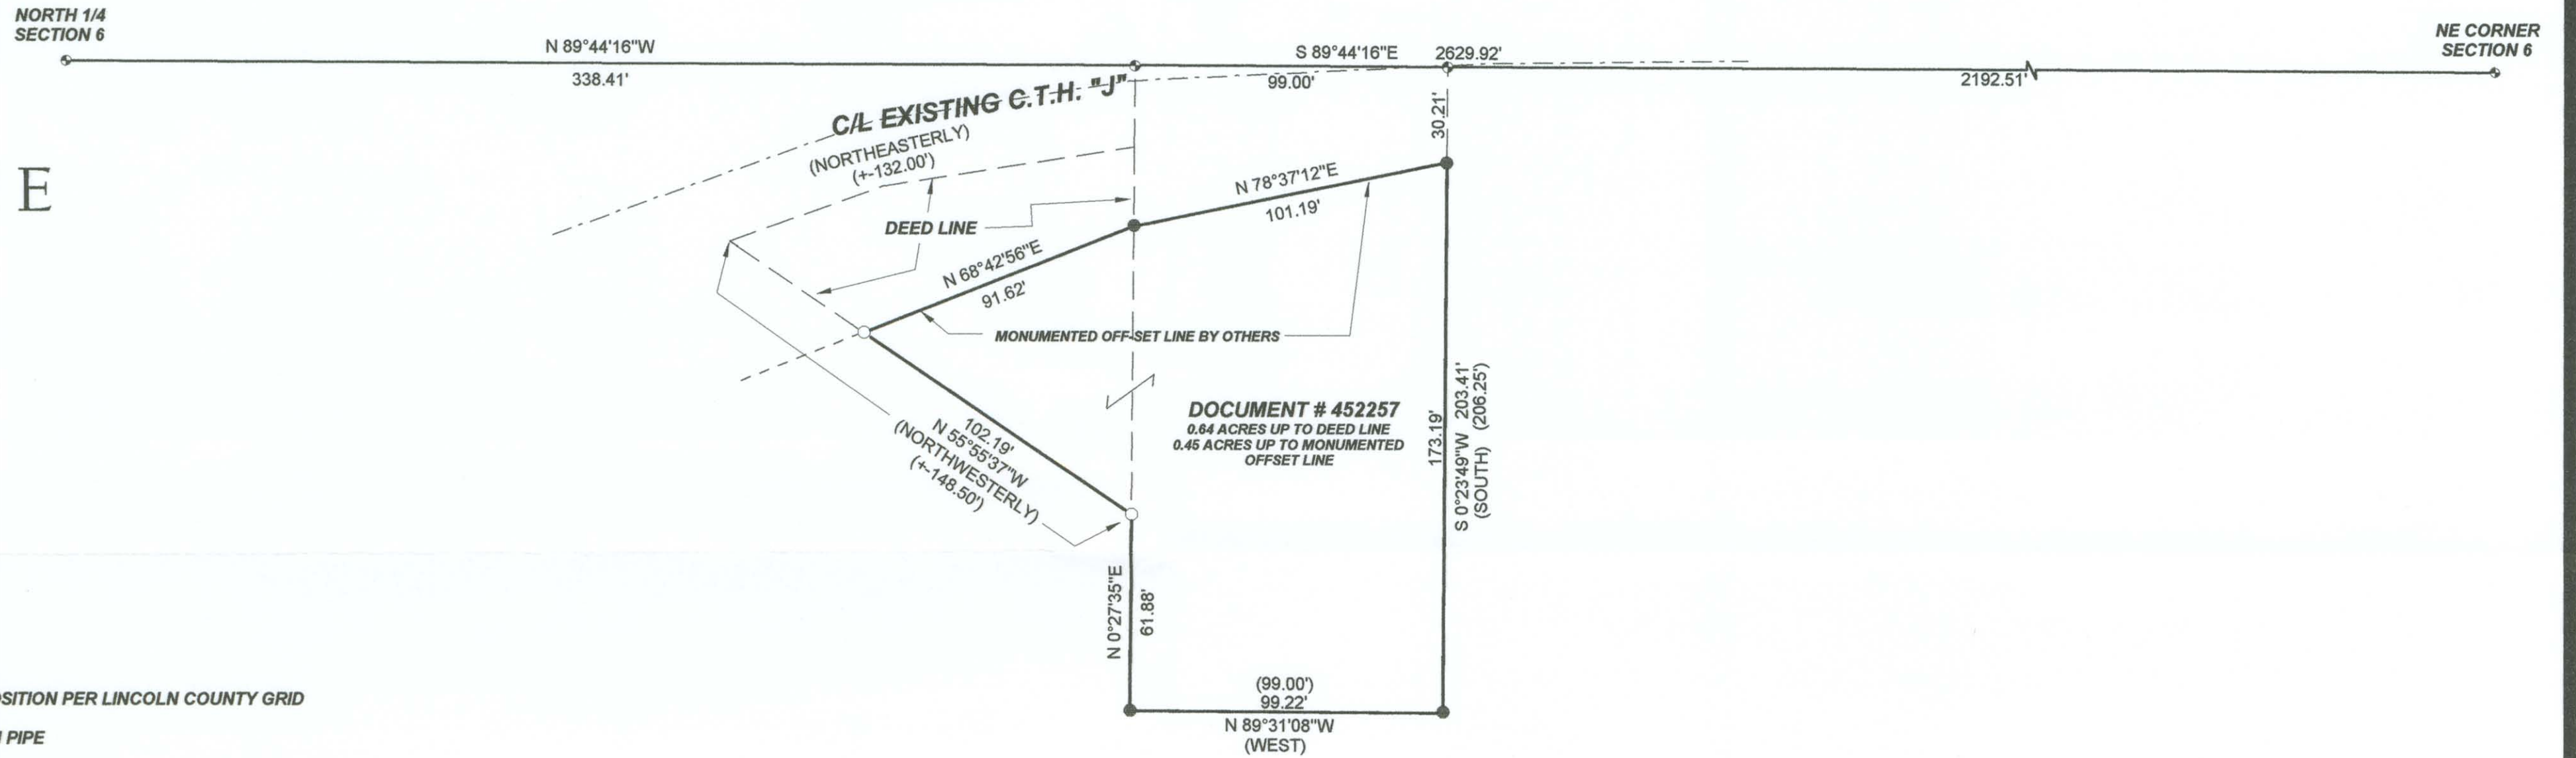 NORTH 1/4
SECTION 6
N 89°44'16"W
338.41'
S 89°44'16"E 2629.92'
99.00'
2192.51'
NE CORNER
SECTION 6
C/L EXISTING C.T.H. "J"
(NORTHEASTERLY)
(+-132.00')
30.21'
E
DEED LINE
N 78°37'12"E
101.19'
N 68°42'56"E
91.62'
MONUMENTED OFF-SET LINE BY OTHERS
DOCUMENT # 452257
0.64 ACRES UP TO DEED LINE
0.45 ACRES UP TO MONUMENTED
OFFSET LINE
173.19'
S 0°23'49"W 203.41'
(SOUTH) (206.25')
102.19'
N 55°55'37"W
(NORTHWESTERLY)
(+-148.50')
N 0°27'35"E
61.88'
(99.00')
99.22'
N 89°31'08"W
(WEST)
SITION PER LINCOLN COUNTY GRID
PIPE